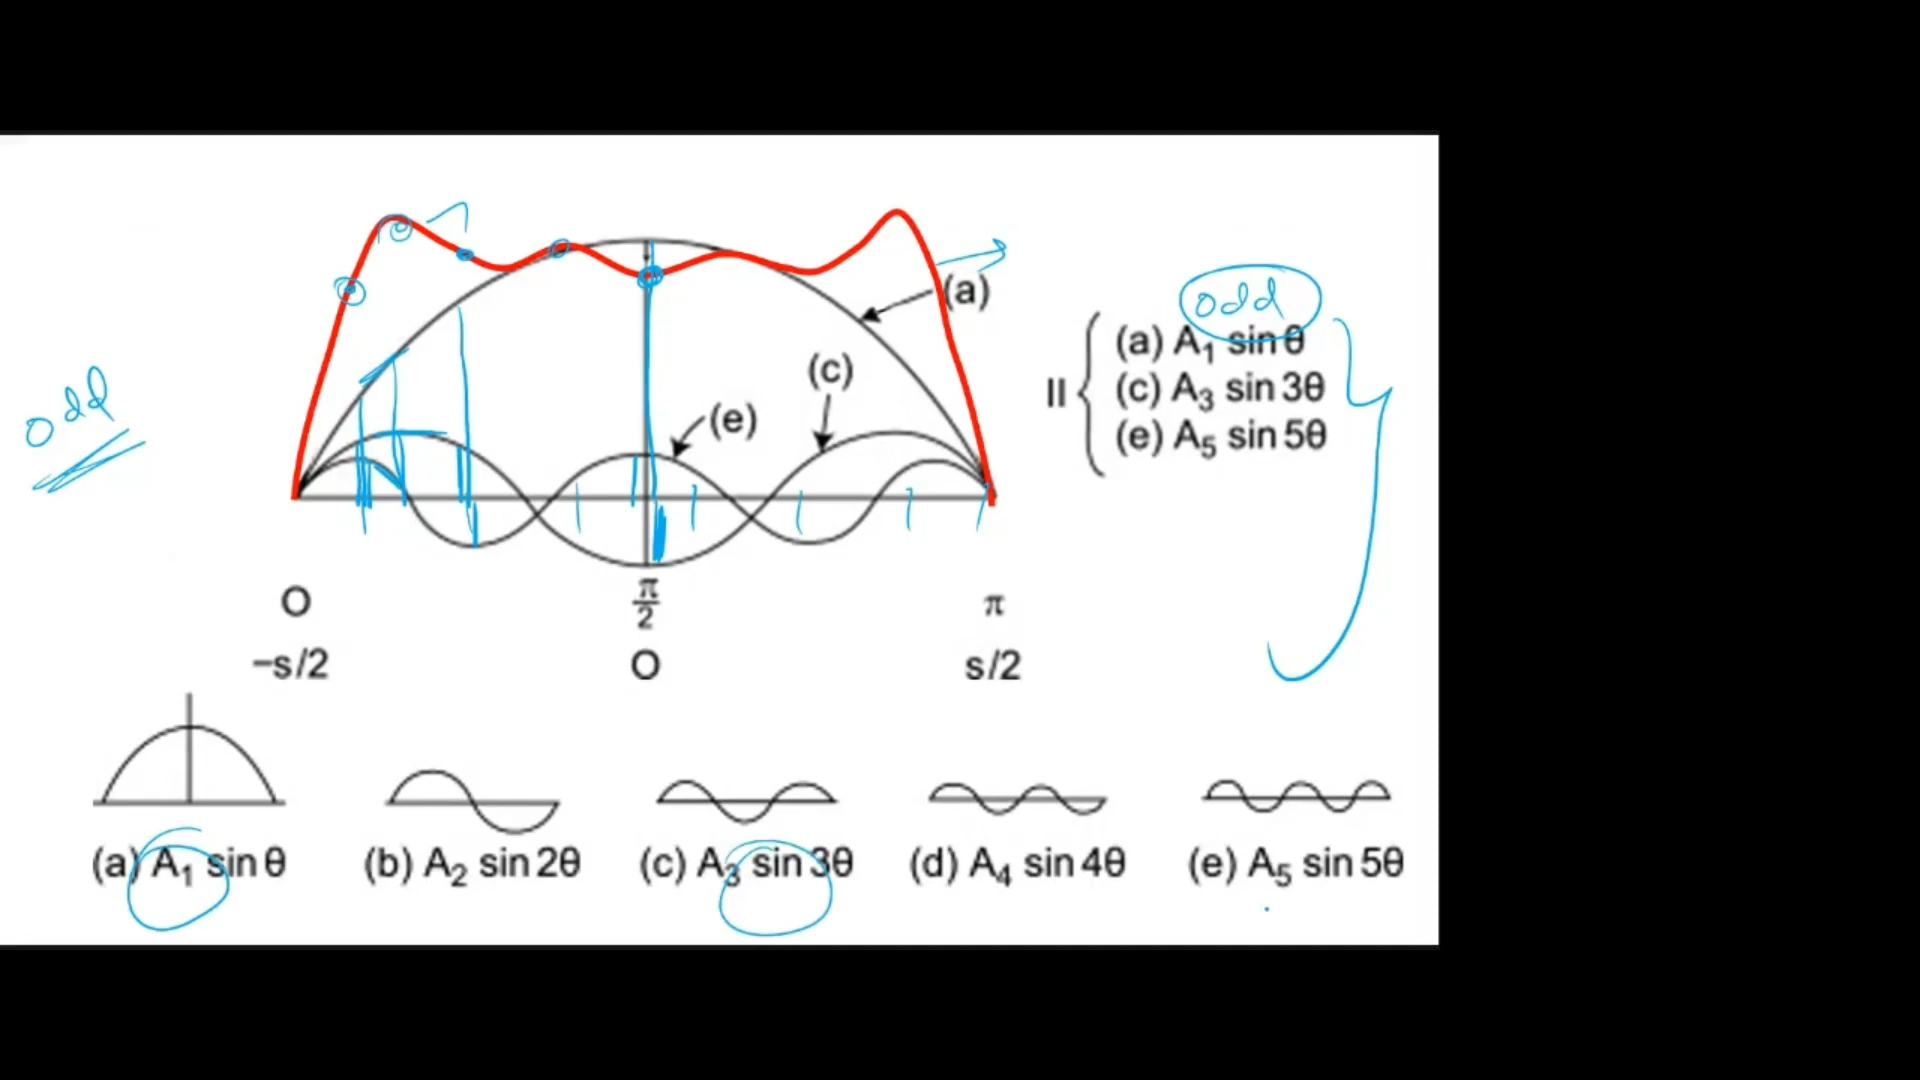 (a)
odd
(c)
(e)
II { (a) A₁ sin θ
(c) A₃ sin 3θ
(e) A₅ sin 5θ
odd
O π/2 π
−s/2 O s/2
(a) A₁ sin θ (b) A₂ sin 2θ (c) A₃ sin 3θ (d) A₄ sin 4θ (e) A₅ sin 5θ